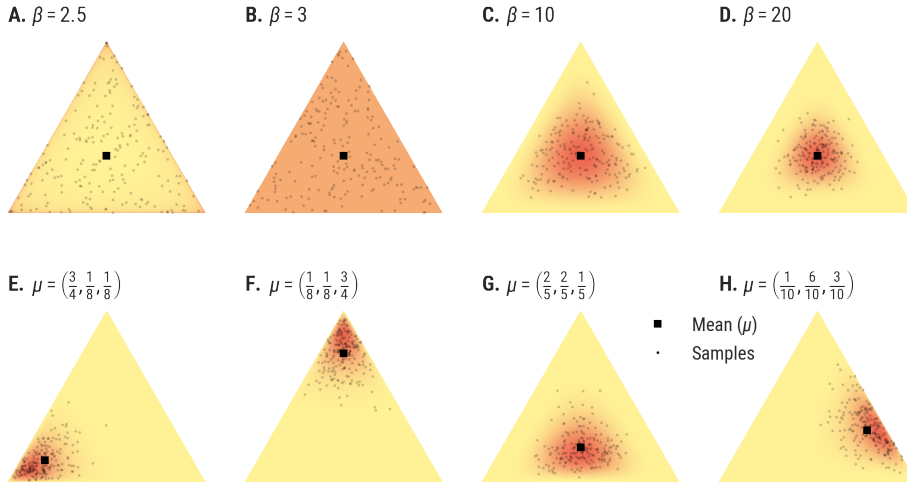 A. β = 2.5
B. β = 3
C. β = 10
D. β = 20
E. μ = (3/4, 1/8, 1/8)
F. μ = (1/8, 1/8, 3/4)
G. μ = (2/5, 2/5, 1/5)
H. μ = (1/10, 6/10, 3/10)
Mean (μ)
Samples